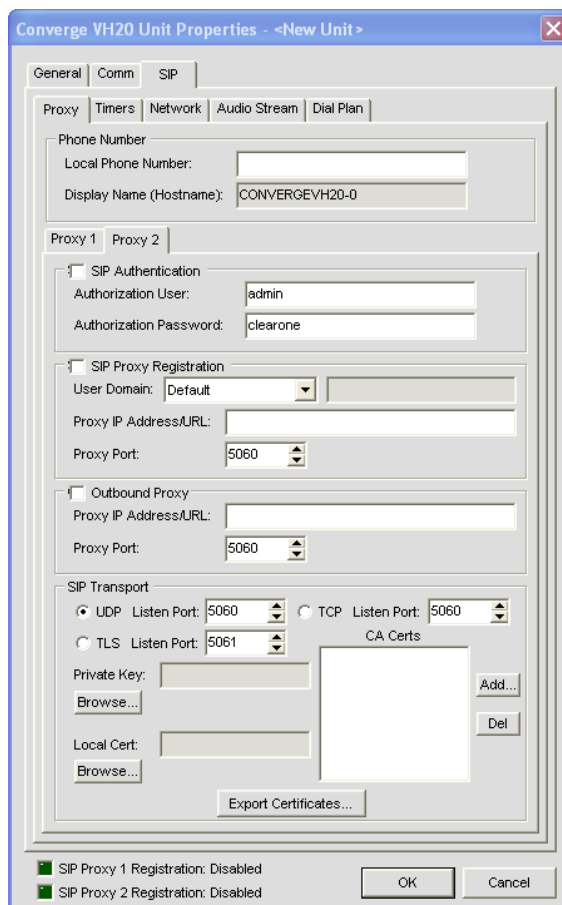 Converge VH20 Unit Properties - <New Unit>
General Comm SIP
Proxy Timers Network Audio Stream Dial Plan
Phone Number
Local Phone Number:
Display Name (Hostname): CONVERGEVH20-0
Proxy 1 Proxy 2
SIP Authentication
Authorization User: admin
Authorization Password: clearone
SIP Proxy Registration
User Domain: Default
Proxy IP Address/URL:
Proxy Port: 5060
Outbound Proxy
Proxy IP Address/URL:
Proxy Port: 5060
SIP Transport
UDP Listen Port: 5060 TCP Listen Port: 5060
TLS Listen Port: 5061 CA Certs
Private Key:
Browse... Add...
Del
Local Cert:
Browse...
Export Certificates...
SIP Proxy 1 Registration: Disabled
SIP Proxy 2 Registration: Disabled
OK Cancel